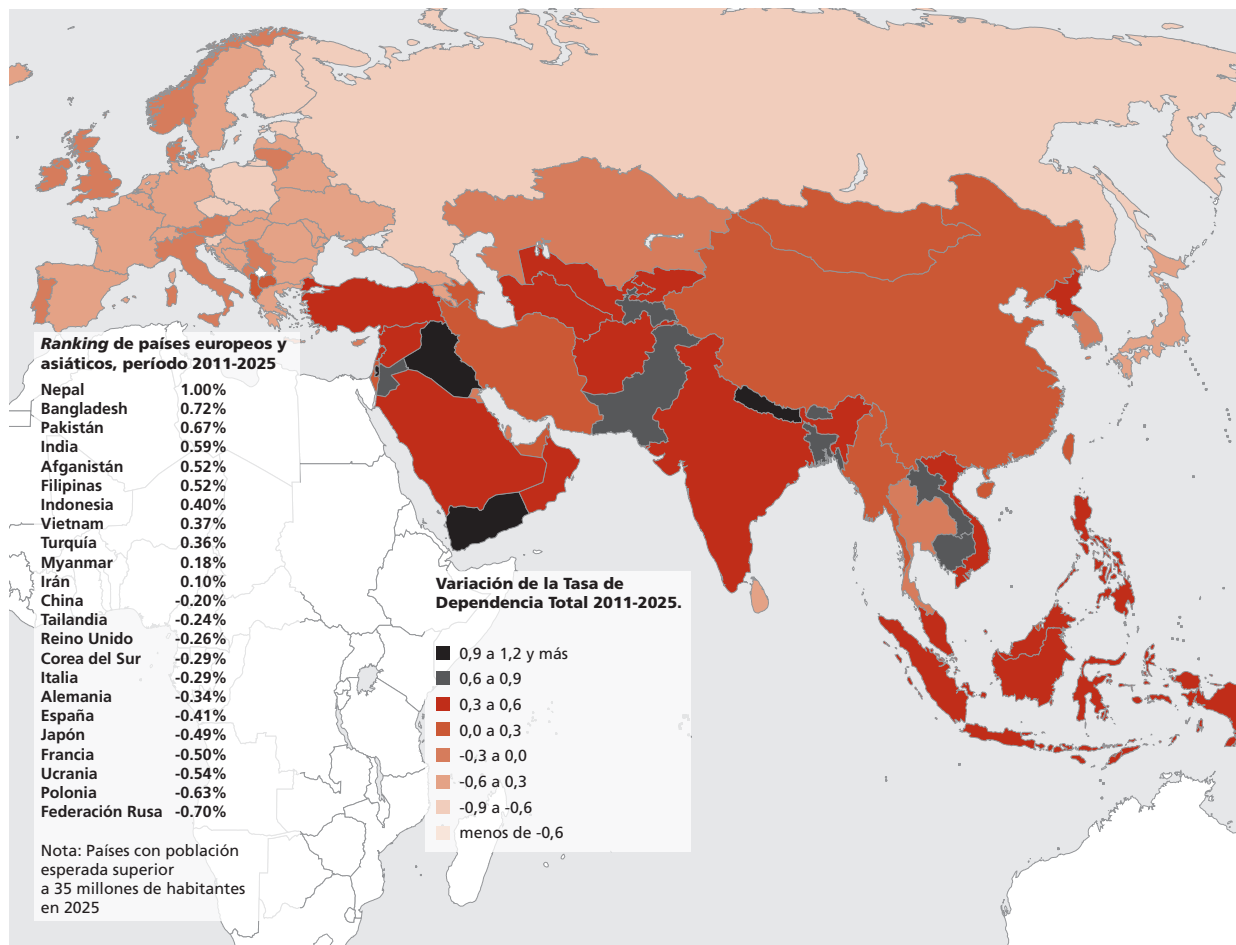 Ranking de países europeos y
asiáticos, período 2011-2025
Nepal 1.00%
Bangladesh 0.72%
Pakistán 0.67%
India 0.59%
Afganistán 0.52%
Filipinas 0.52%
Indonesia 0.40%
Vietnam 0.37%
Turquía 0.36%
Myanmar 0.18%
Irán 0.10%
China -0.20%
Tailandia -0.24%
Reino Unido -0.26%
Corea del Sur -0.29%
Italia -0.29%
Alemania -0.34%
España -0.41%
Japón -0.49%
Francia -0.50%
Ucrania -0.54%
Polonia -0.63%
Federación Rusa -0.70%
Nota: Países con población
esperada superior
a 35 millones de habitantes
en 2025
Variación de la Tasa de
Dependencia Total 2011-2025.
0,9 a 1,2 y más
0,6 a 0,9
0,3 a 0,6
0,0 a 0,3
-0,3 a 0,0
-0,6 a 0,3
-0,9 a -0,6
menos de -0,6